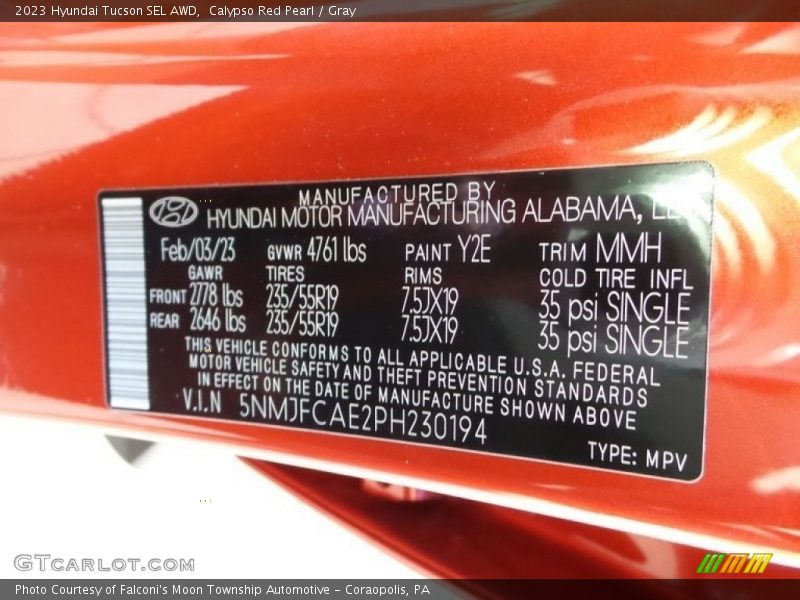 2023 Hyundai Tucson SEL AWD, Calypso Red Pearl / Gray
MANUFACTURED BY
HYUNDAI MOTOR MANUFACTURING ALABAMA,
Feb/03/23 GVWR 4761 lbs PAINT Y2E TRIM MMH
GAWR TIRES RIMS COLD TIRE INFL
FRONT 2778 lbs 235/55R19 7.5JX19 35 psi SINGLE
REAR 2646 lbs 235/55R19 7.5JX19 35 psi SINGLE
THIS VEHICLE CONFORMS TO ALL APPLICABLE U.S.A. FEDERAL
MOTOR VEHICLE SAFETY AND THEFT PREVENTION STANDARDS
IN EFFECT ON THE DATE OF MANUFACTURE SHOWN ABOVE
V.I.N 5NMJFCAE2PH230194
TYPE: MPV
GTcarlot.com
Photo Courtesy of Falconi's Moon Township Automotive - Coraopolis, PA